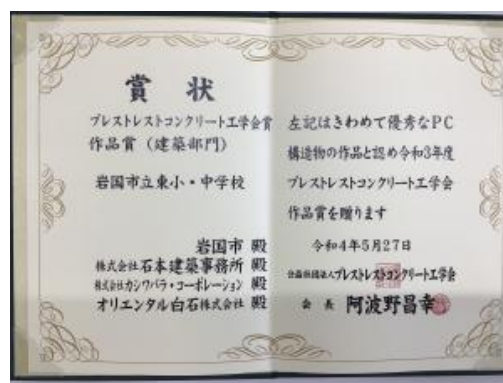 賞状
プレストレストコンクリート工学会賞
作品賞(建築部門)
岩国市立東小・中学校
岩国市 殿
株式会社石本建築事務所 殿
株式会社カシワバラ・コーポレーション 殿
オリエンタル白石株式会社 殿
左記はきわめて優秀なPC
構造物の作品と認め令和3年度
プレストレストコンクリート工学会
作品賞を贈ります
令和4年5月27日
公益社団法人プレストレストコンクリート工学会
会長 阿波野昌幸